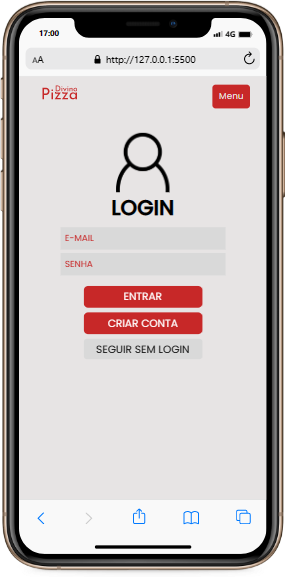 17:00
4G
AA
http://127.0.0.1:5500
Divina
Pizza
Menu
LOGIN
E-MAIL
SENHA
ENTRAR
CRIAR CONTA
SEGUIR SEM LOGIN